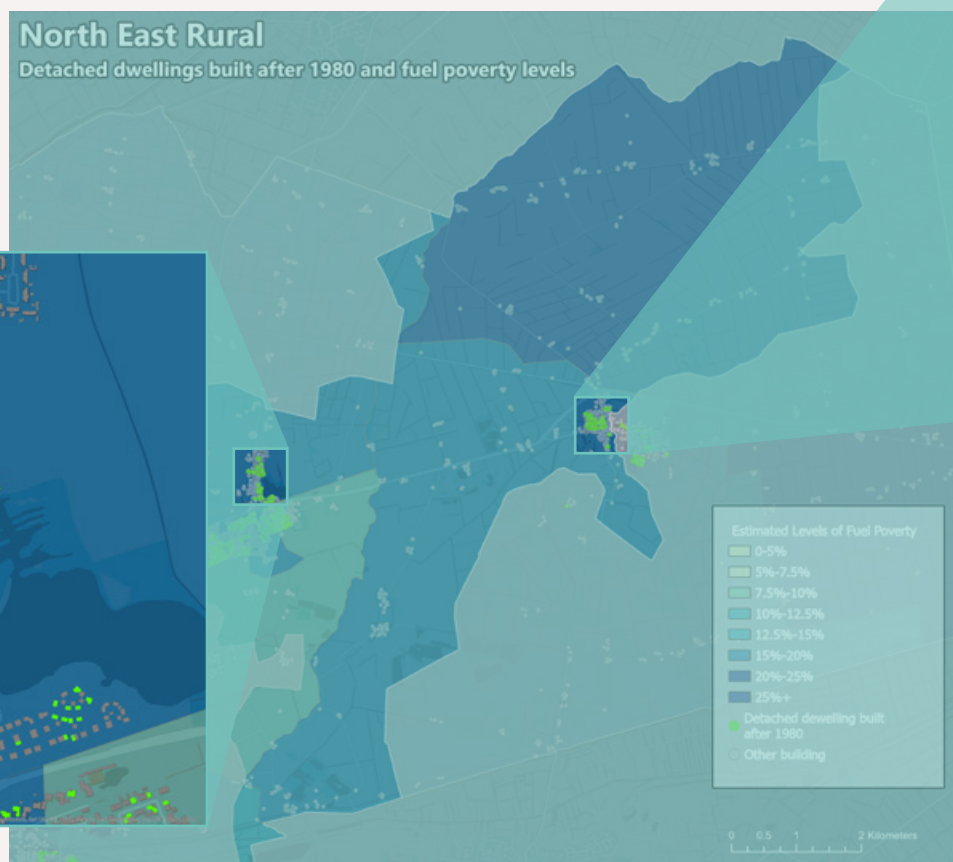 North East Rural
Detached dwellings built after 1980 and fuel poverty levels
Estimated Levels of Fuel Poverty
0-5%
5%-7.5%
7.5%-10%
10%-12.5%
12.5%-15%
15%-20%
20%-25%
25%+
Detached dewelling built
after 1980
Other building
0 0.5 1 2 Kilometers